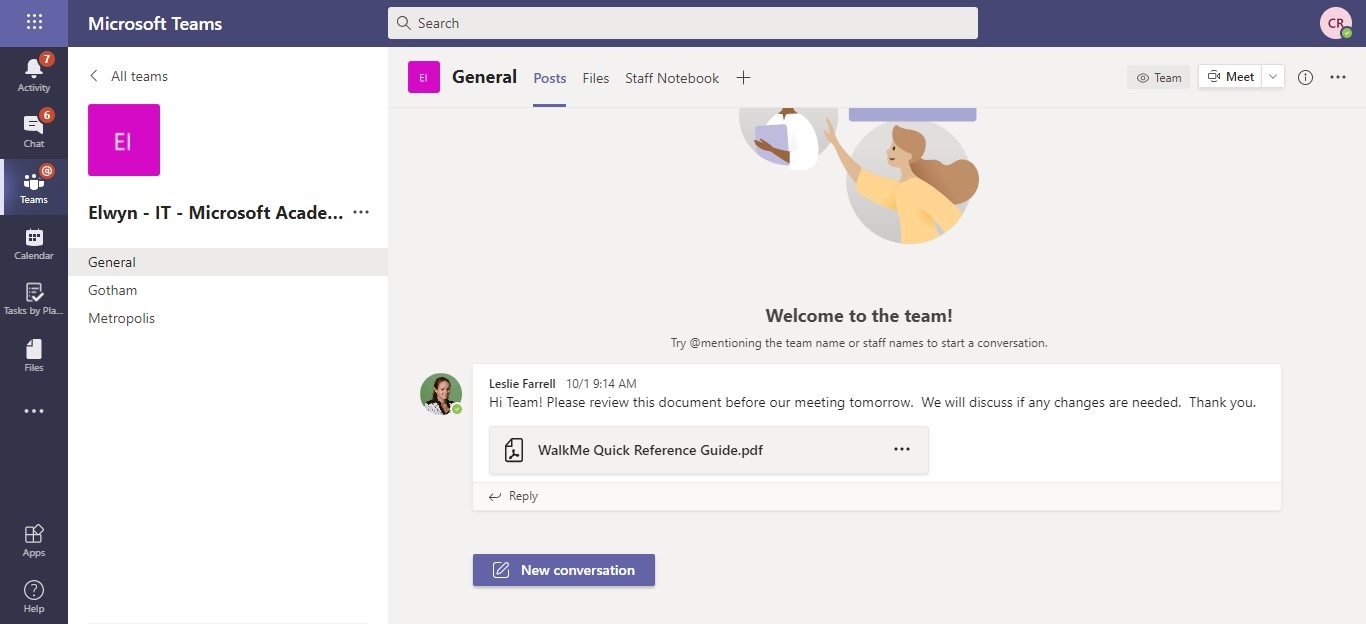 Microsoft Teams
Search
CR
7
Activity
6
Chat
@
Teams
Calendar
Tasks by Pla...
Files
Apps
Help
All teams
EI
Elwyn - IT - Microsoft Acade...
General
Gotham
Metropolis
EI General Posts Files Staff Notebook
Team Meet
Welcome to the team!
Try @mentioning the team name or staff names to start a conversation.
Leslie Farrell 10/1 9:14 AM
Hi Team! Please review this document before our meeting tomorrow. We will discuss if any changes are needed. Thank you.
WalkMe Quick Reference Guide.pdf
Reply
New conversation